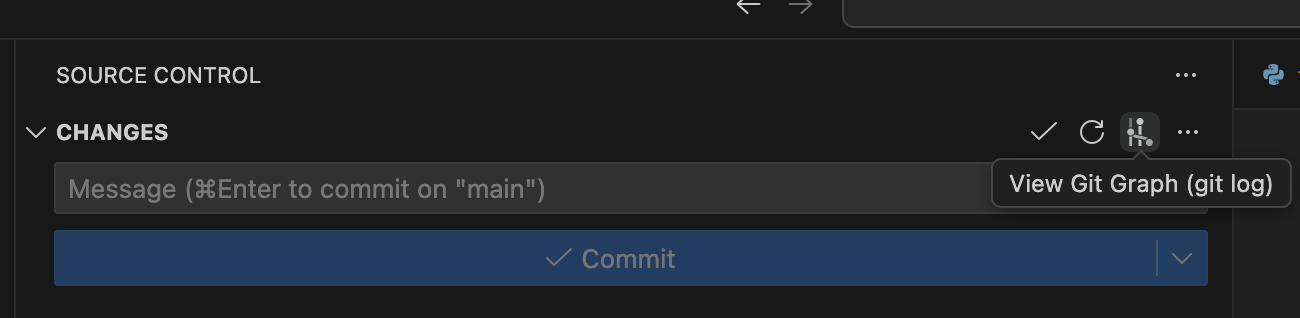 SOURCE CONTROL
CHANGES
Message (⌘Enter to commit on "main")
View Git Graph (git log)
Commit